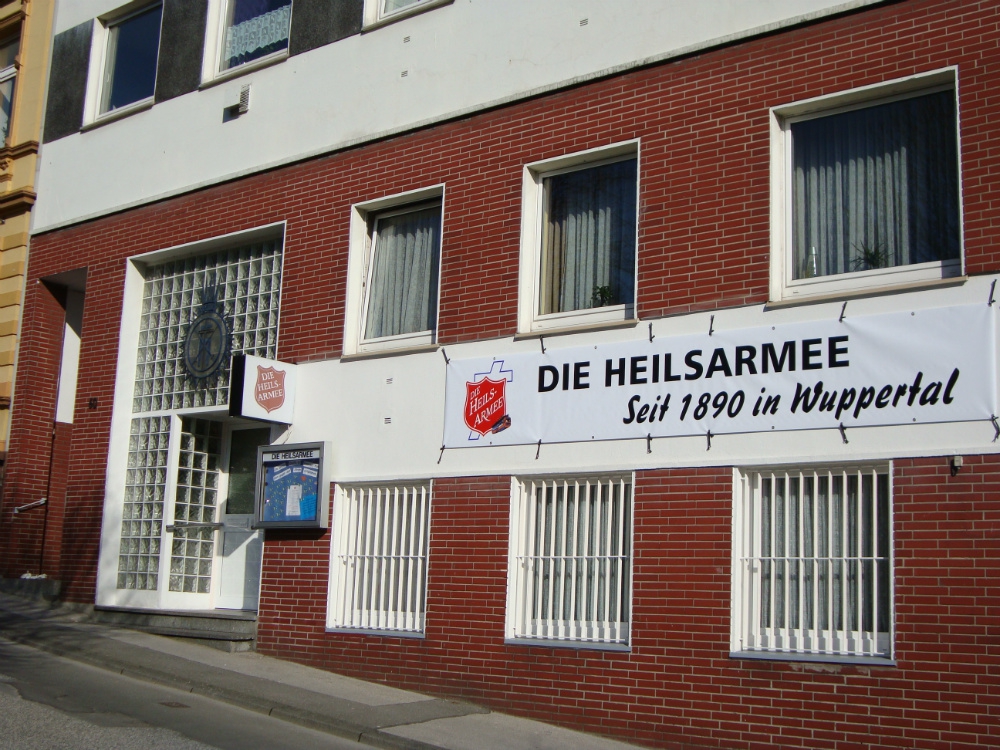 DIE HEILSARMEE
Seit 1890 in Wuppertal
DIE
HEILS-
ARMEE
DIE
HEILS-
ARMEE
DIE HEILSARMEE